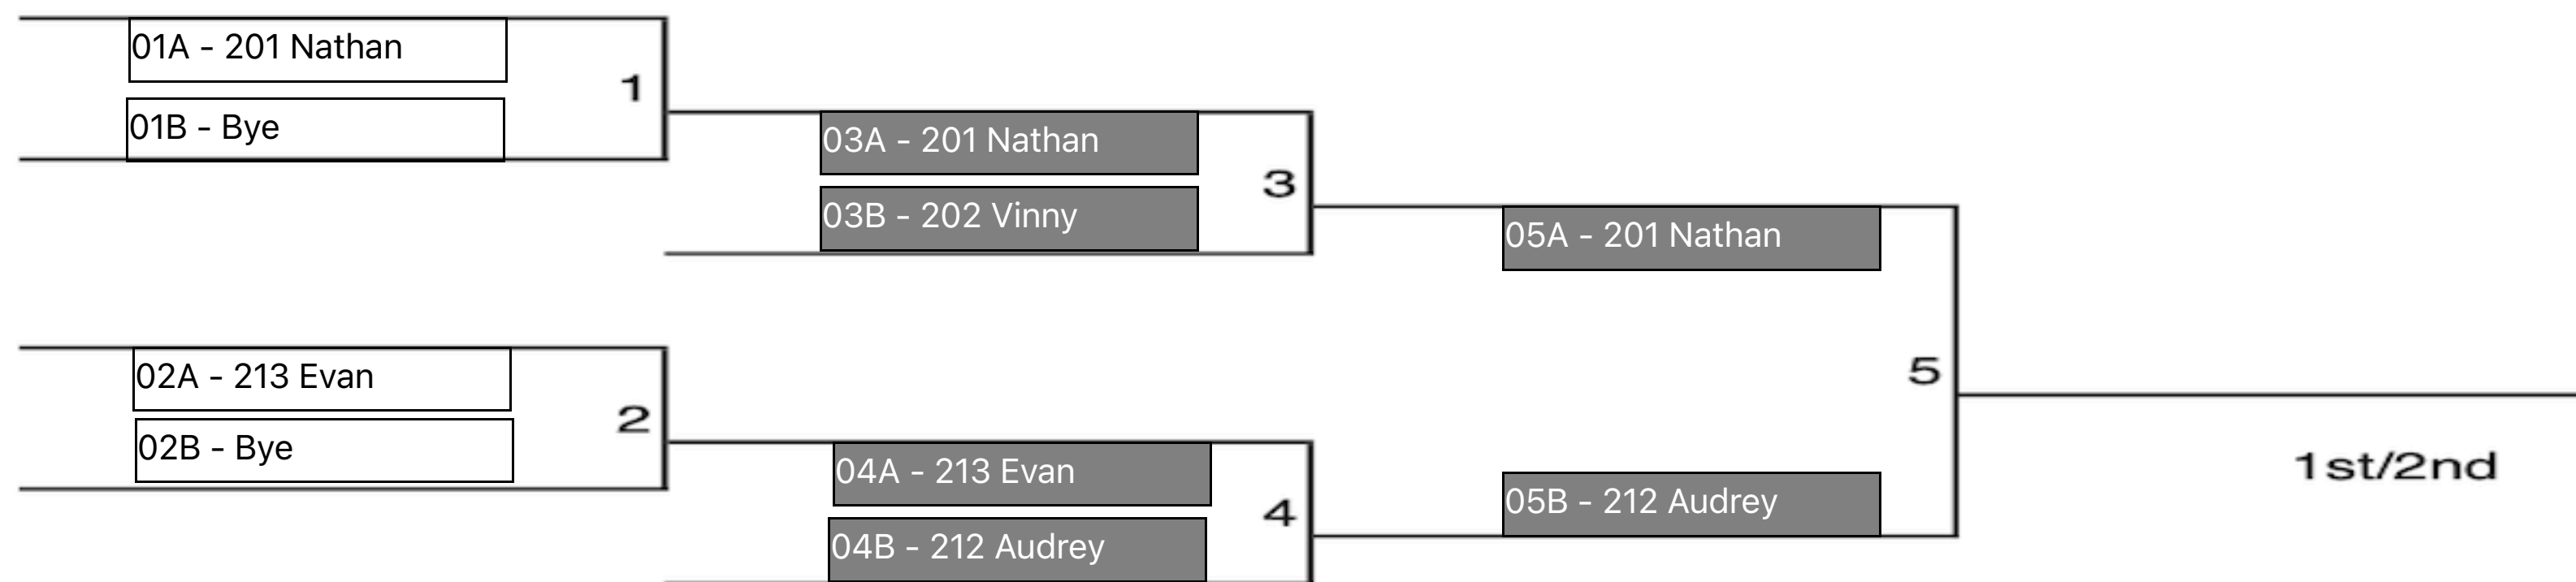 01A - 201 Nathan
1
01B - Bye
03A - 201 Nathan
3
03B - 202 Vinny
05A - 201 Nathan
02A - 213 Evan
5
2
02B - Bye
04A - 213 Evan
1st/2nd
4
05B - 212 Audrey
04B - 212 Audrey